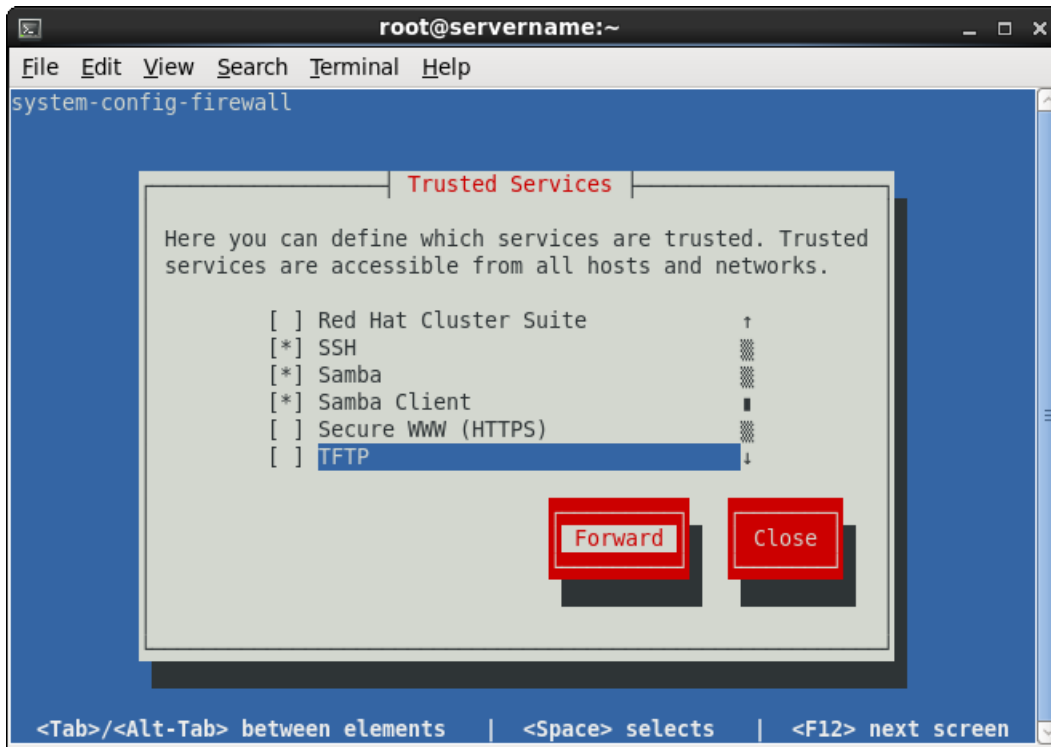 root@servername:~
File Edit View Search Terminal Help
system-config-firewall
Trusted Services
Here you can define which services are trusted. Trusted
services are accessible from all hosts and networks.
[ ] Red Hat Cluster Suite ↑
[*] SSH
[*] Samba
[*] Samba Client
[ ] Secure WWW (HTTPS)
[ ] TFTP ↓
Forward Close
<Tab>/<Alt-Tab> between elements | <Space> selects | <F12> next screen